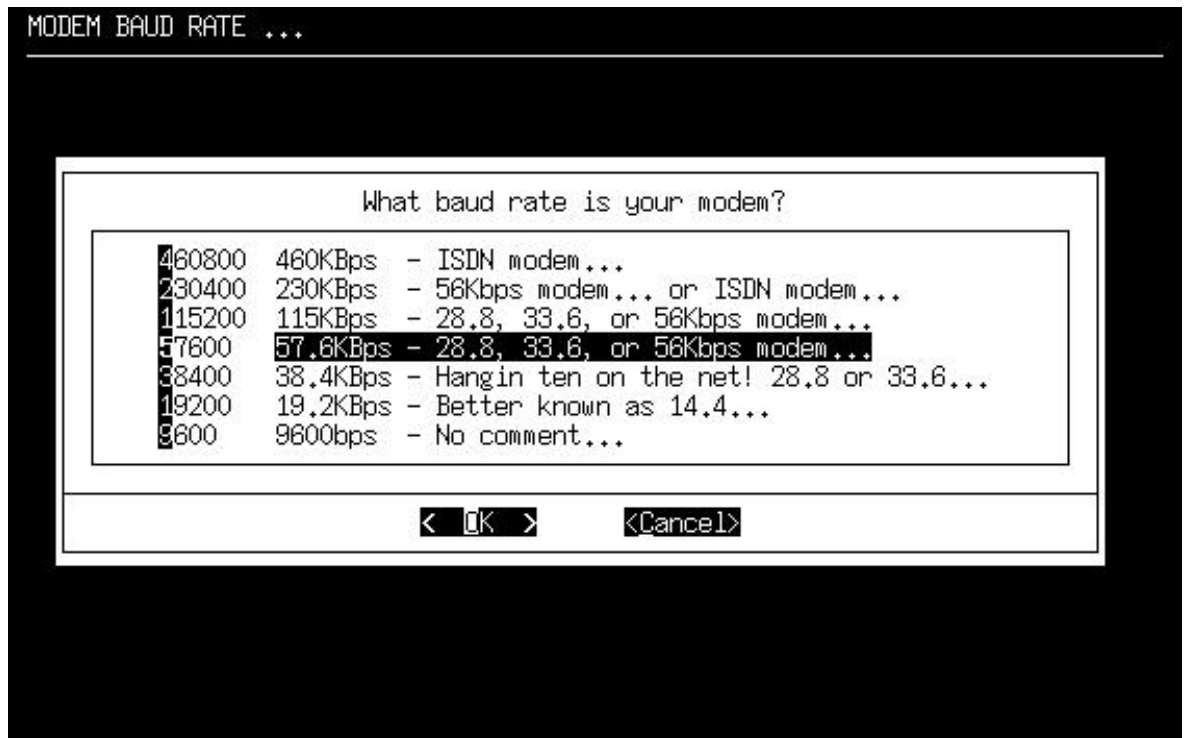 MODEM BAUD RATE ...
What baud rate is your modem?
460800 460KBps - ISDN modem...
230400 230KBps - 56Kbps modem... or ISDN modem...
115200 115KBps - 28.8, 33.6, or 56Kbps modem...
57600 57.6KBps - 28.8, 33.6, or 56Kbps modem...
38400 38.4KBps - Hangin ten on the net! 28.8 or 33.6...
19200 19.2KBps - Better known as 14.4...
9600 9600bps - No comment...
< OK > <Cancel>